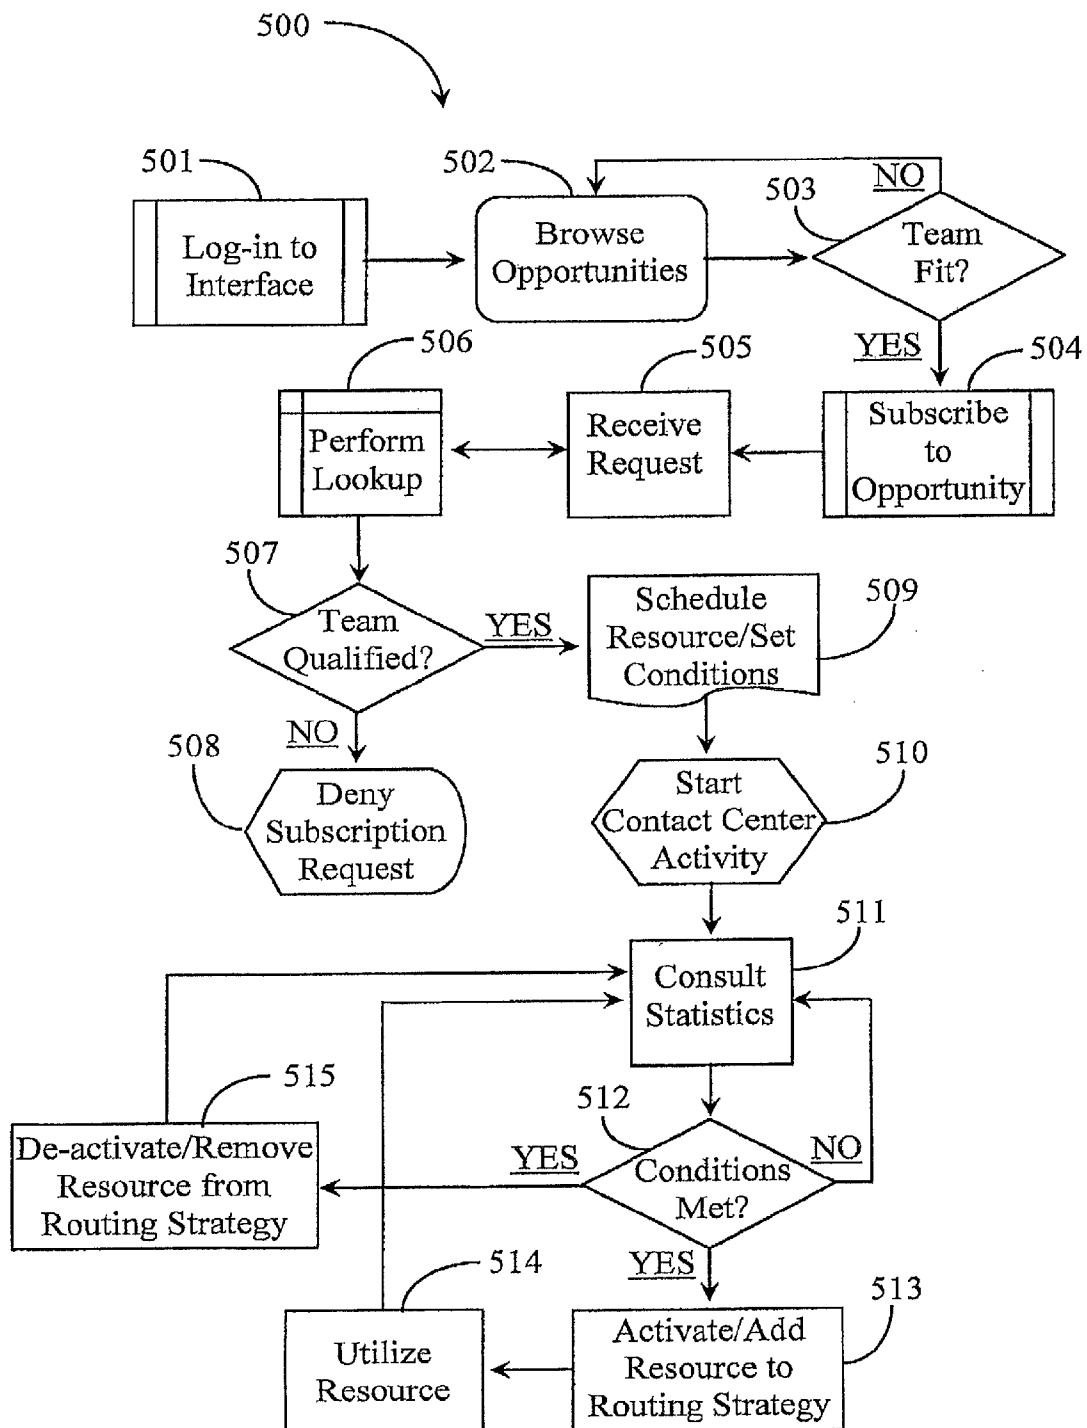 500
501
502
503
NO
Log-in to
Interface
Browse
Opportunities
Team
Fit?
YES
504
505
506
Subscribe
to
Opportunity
Receive
Request
Perform
Lookup
507
Team
Qualified?
YES
Schedule
Resource/Set
Conditions
509
NO
508
Deny
Subscription
Request
Start
Contact Center
Activity
510
511
Consult
Statistics
512
Conditions
Met?
NO
YES
515
De-activate/Remove
Resource from
Routing Strategy
YES
513
Activate/Add
Resource to
Routing Strategy
514
Utilize
Resource